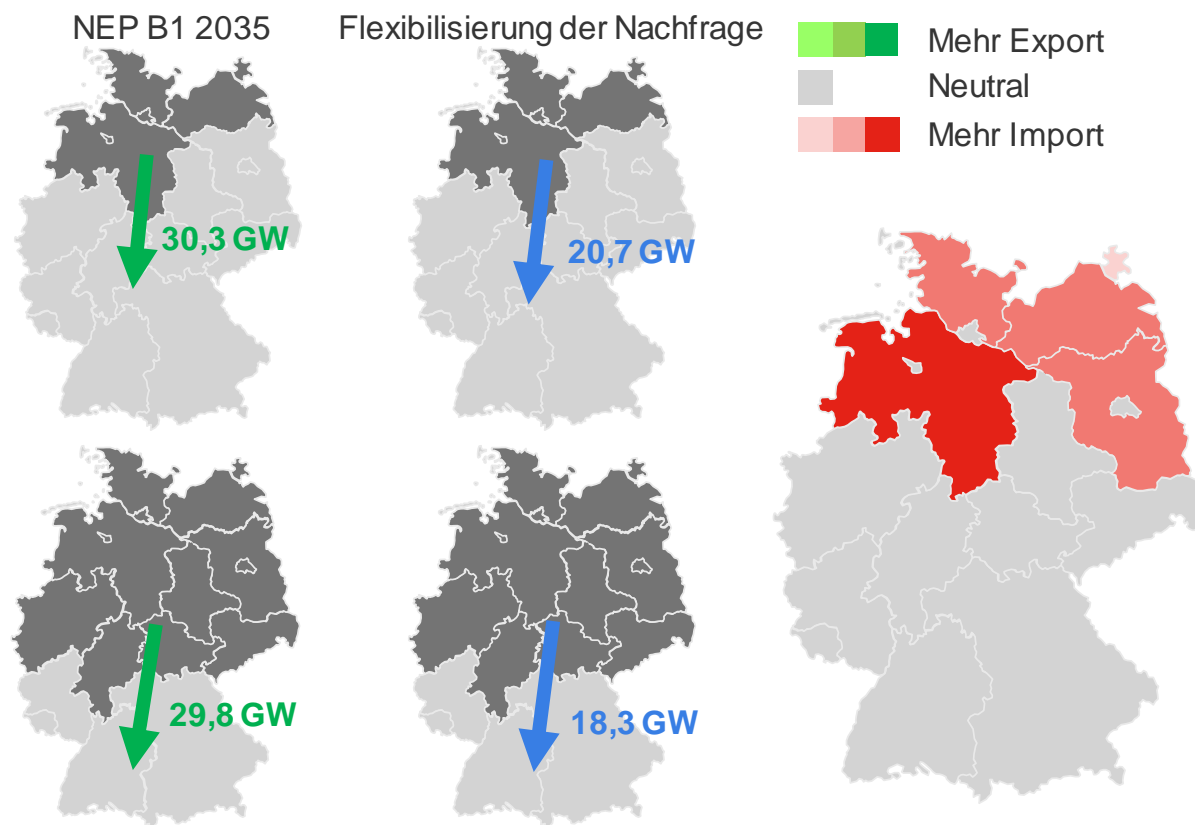 NEP B1 2035
Flexibilisierung der Nachfrage
Mehr Export
Neutral
Mehr Import
30,3 GW
20,7 GW
29,8 GW
18,3 GW